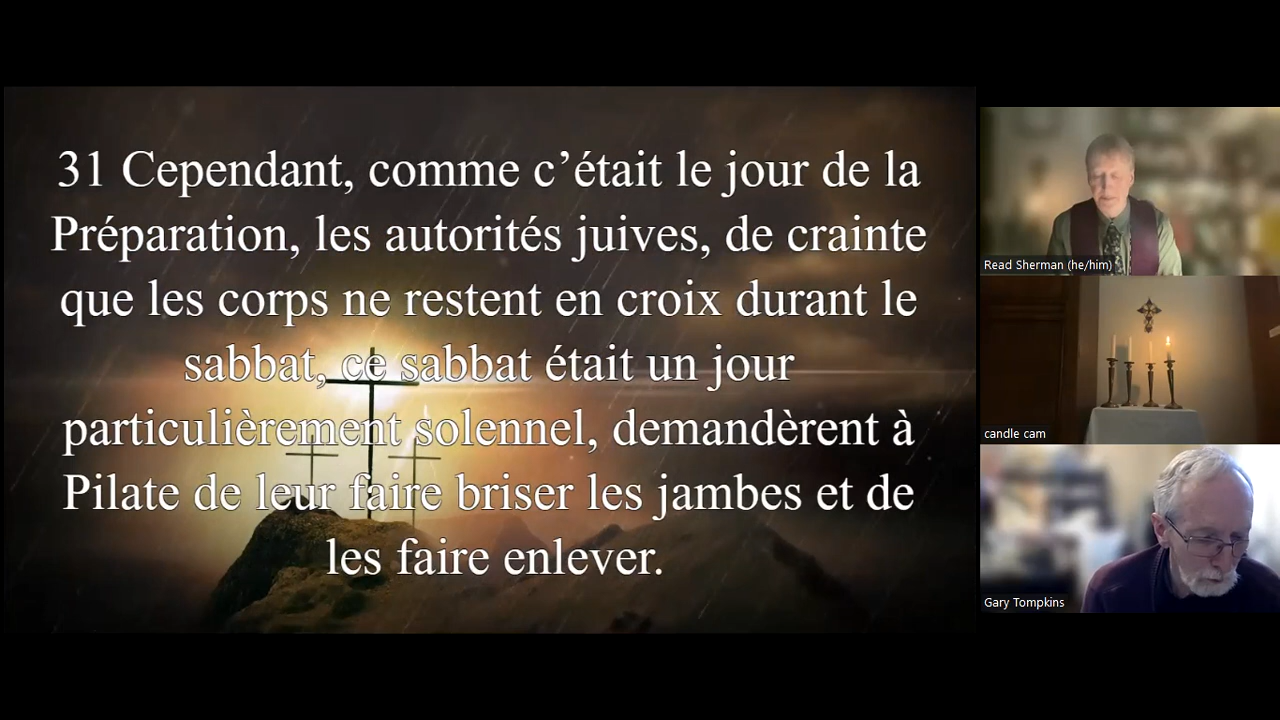 31 Cependant, comme c’était le jour de la
Préparation, les autorités juives, de crainte
que les corps ne restent en croix durant le
sabbat, ce sabbat était un jour
particulièrement solennel, demandèrent à
Pilate de leur faire briser les jambes et de
les faire enlever.
Read Sherman (he/him)
candle cam
Gary Tompkins